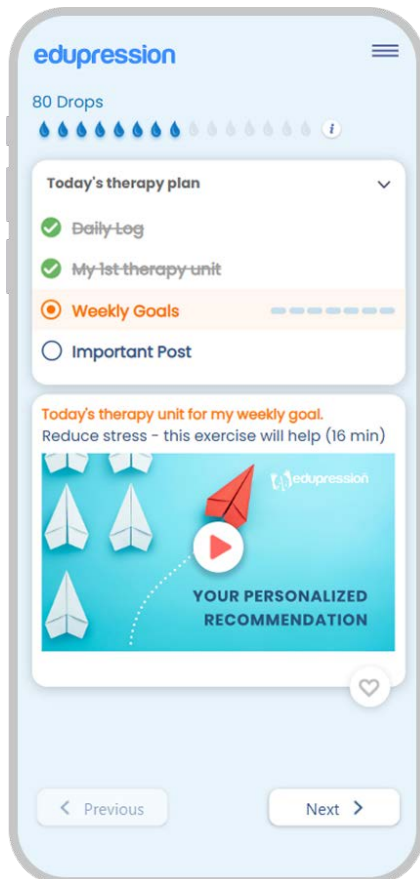 edupression
80 Drops
i
Today's therapy plan
Daily Log
My 1st therapy unit
Weekly Goals
Important Post
Today's therapy unit for my weekly goal.
Reduce stress - this exercise will help (16 min)
edupression
YOUR PERSONALIZED
RECOMMENDATION
Previous
Next